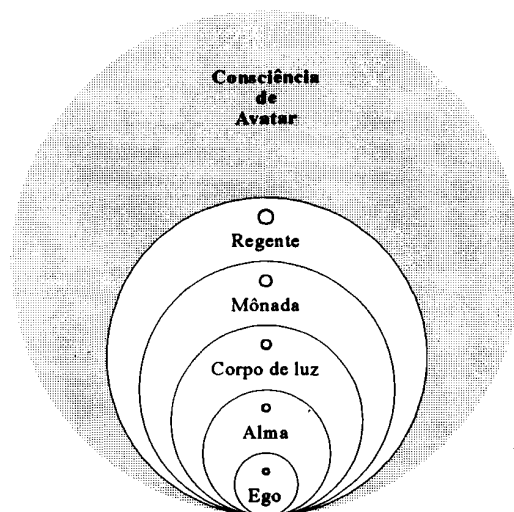 Consciência
de
Avatar
Regente
Mônada
Corpo de luz
Alma
Ego